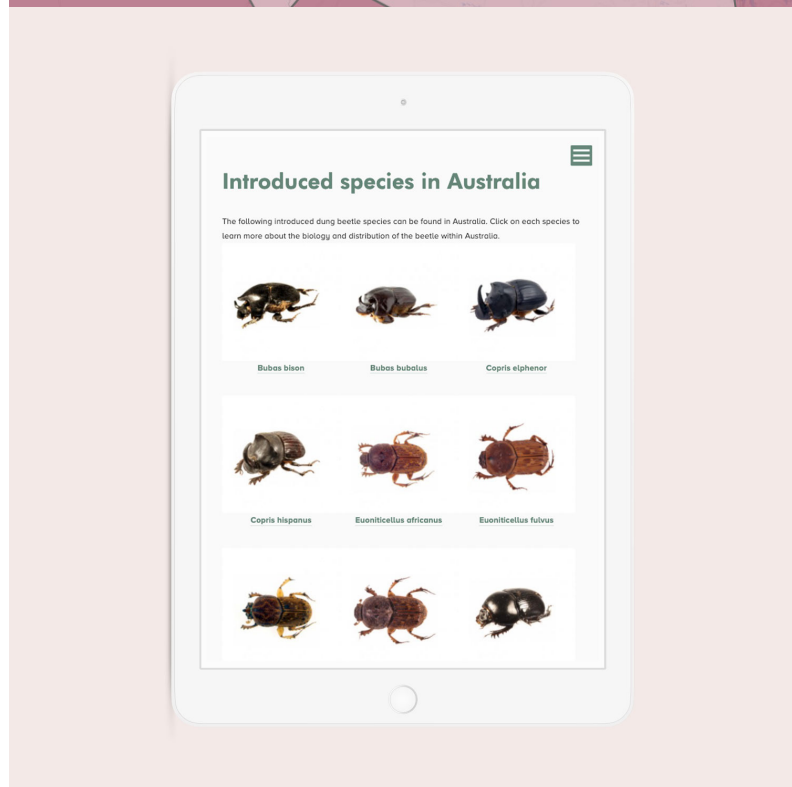 Introduced species in Australia
The following introduced dung beetle species can be found in Australia. Click on each species to
learn more about the biology and distribution of the beetle within Australia.
Bubas bison
Bubas bubalus
Copris elphenor
Copris hispanus
Euoniticellus africanus
Euoniticellus fulvus